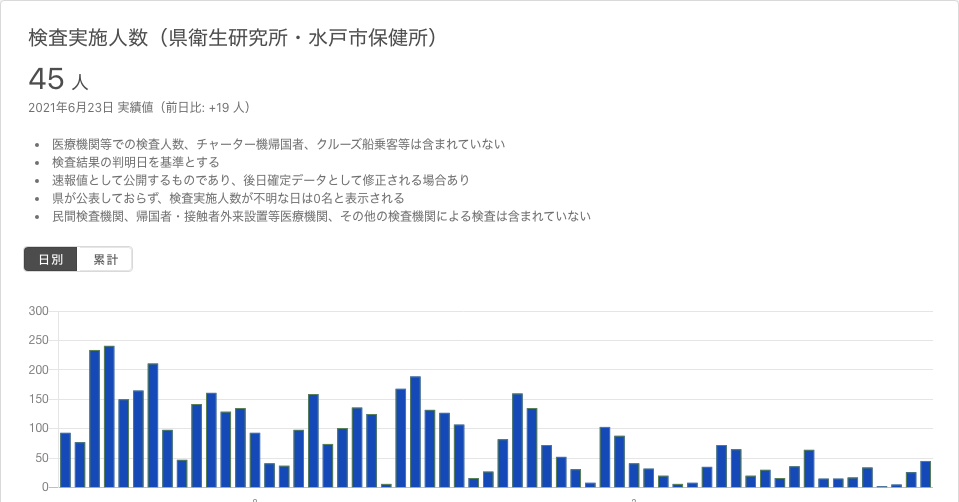 検査実施人数（県衛生研究所・水戸市保健所）
45 人
2021年6月23日 実績値（前日比: +19 人）
医療機関等での検査人数、チャーター機帰国者、クルーズ船乗客等は含まれていない
検査結果の判明日を基準とする
速報値として公開するものであり、後日確定データとして修正される場合あり
県が公表しておらず、検査実施人数が不明な日は0名と表示される
民間検査機関、帰国者・接触者外来設置等医療機関、その他の検査機関による検査は含まれていない
日別 累計
300
250
200
150
100
50
0